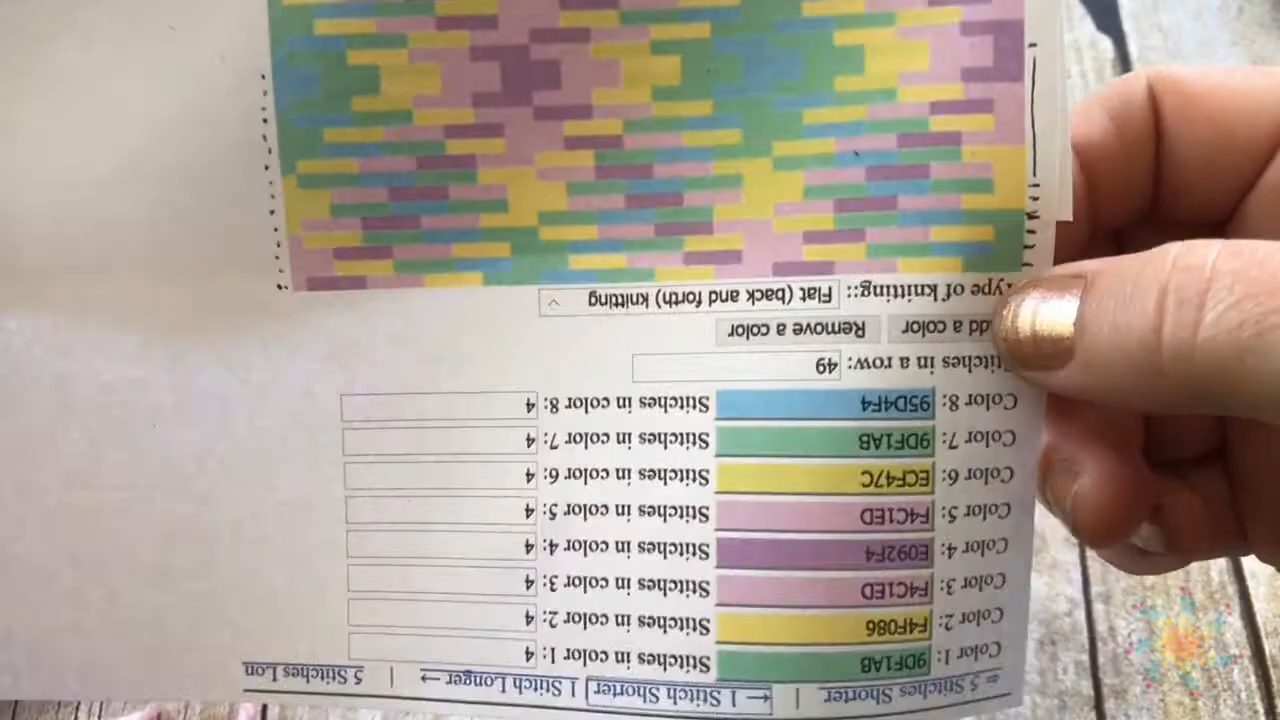 ⇐ 5 Stitches Shorter | ← 1 Stitch Shorter | 1 Stitch Longer → | 5 Stitches Lon
Color 1: 9DF1AB Stitches in color 1: 4
Color 2: F4F086 Stitches in color 2: 4
Color 3: F4C1ED Stitches in color 3: 4
Color 4: E092F4 Stitches in color 4: 4
Color 5: F4C1ED Stitches in color 5: 4
Color 6: ECF47C Stitches in color 6: 4
Color 7: 9DF1AB Stitches in color 7: 4
Color 8: 95D4F4 Stitches in color 8: 4
titches in a row: 49
dd a color Remove a color
Type of knitting:: Flat (back and forth) knitting